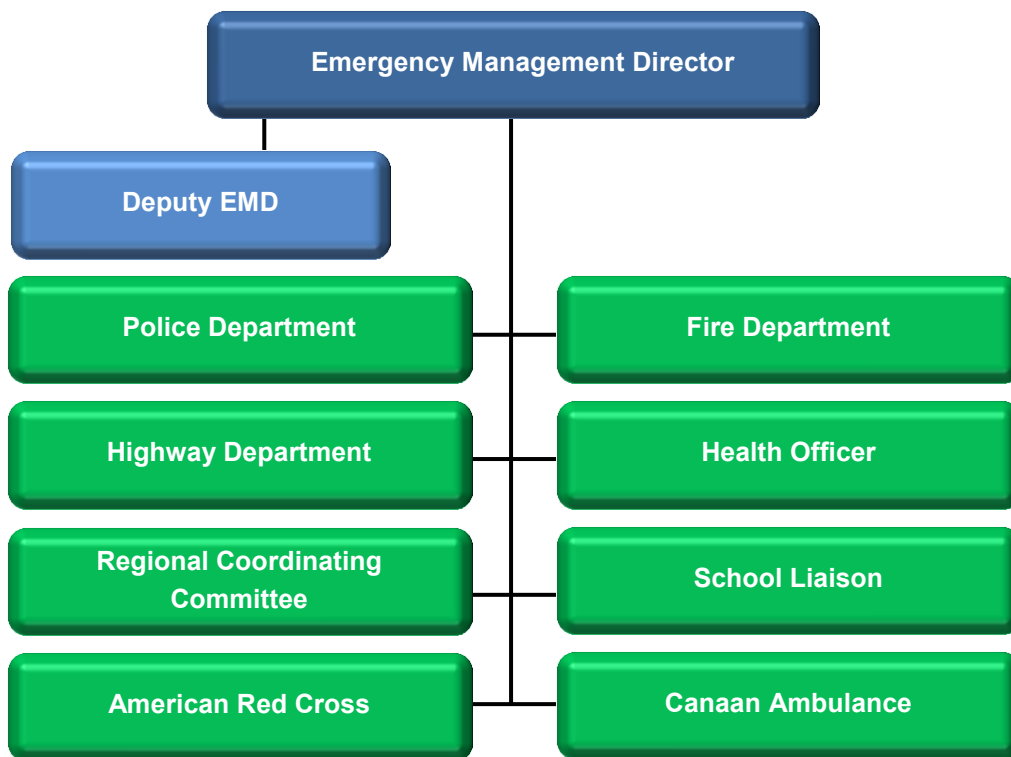 Emergency Management Director
Deputy EMD
Police Department
Fire Department
Highway Department
Health Officer
Regional Coordinating
Committee
School Liaison
American Red Cross
Canaan Ambulance